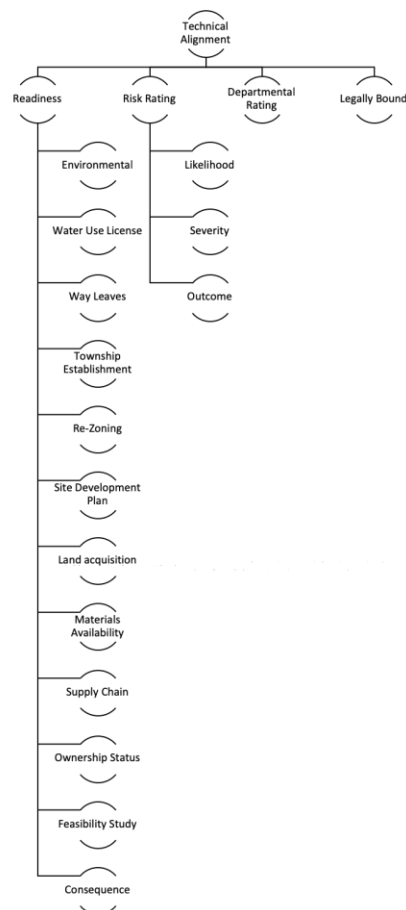 Technical
Alignment
Readiness
Risk Rating
Departmental
Rating
Legally Bound
Environmental
Likelihood
Water Use License
Severity
Way Leaves
Outcome
Township
Establishment
Re-Zoning
Site Development
Plan
Land acquisition
Materials
Availability
Supply Chain
Ownership Status
Feasibility Study
Consequence